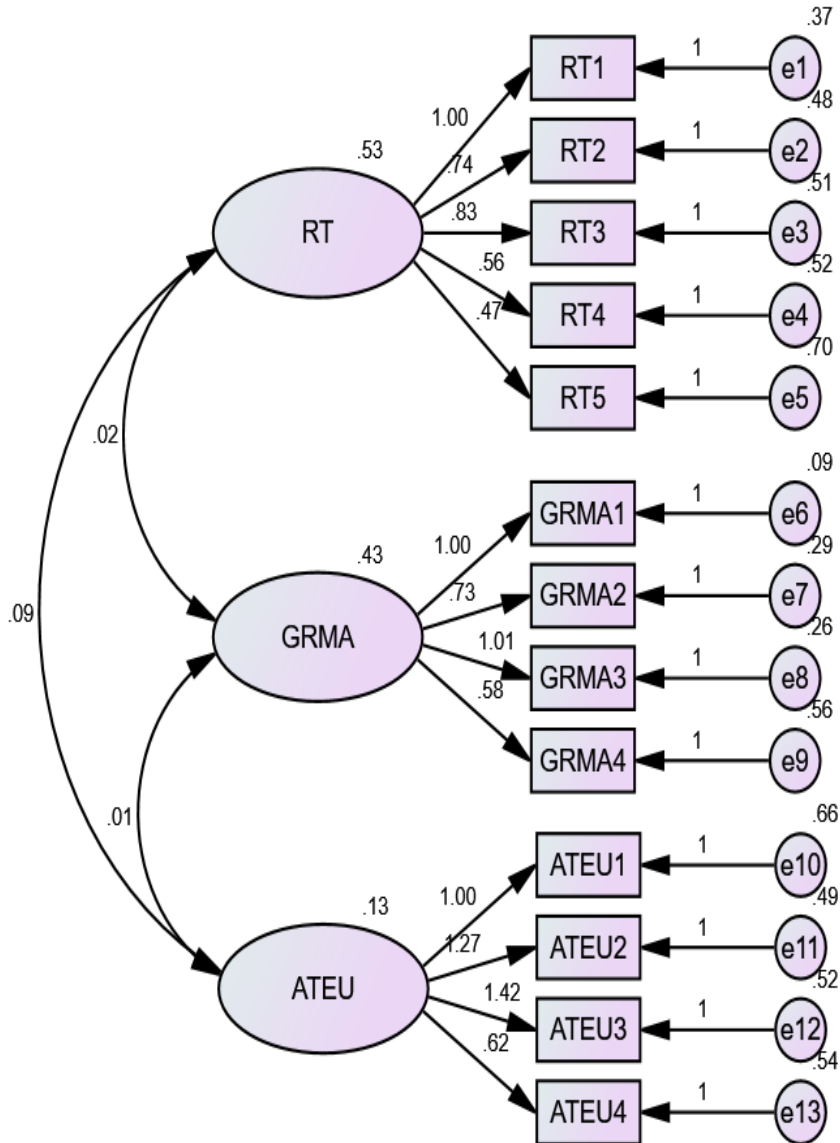 .37
RT1
1
e1
1.00
.48
RT2
1
e2
.53
.74
.51
RT
.83
RT3
1
e3
.52
.56
RT4
1
e4
.47
.70
RT5
1
e5
.02
.09
GRMA1
1
e6
.43
1.00
.29
.73
GRMA2
1
e7
.09
GRMA
.26
1.01
GRMA3
1
e8
.58
.56
GRMA4
1
e9
.01
.66
ATEU1
1
e10
.13
1.00
.49
1.27
ATEU2
1
e11
ATEU
.52
1.42
ATEU3
1
e12
.62
.54
ATEU4
1
e13